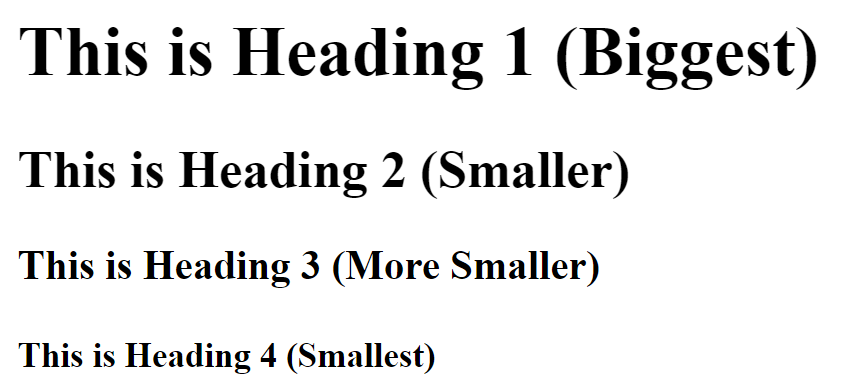 This is Heading 1 (Biggest)
This is Heading 2 (Smaller)
This is Heading 3 (More Smaller)
This is Heading 4 (Smallest)